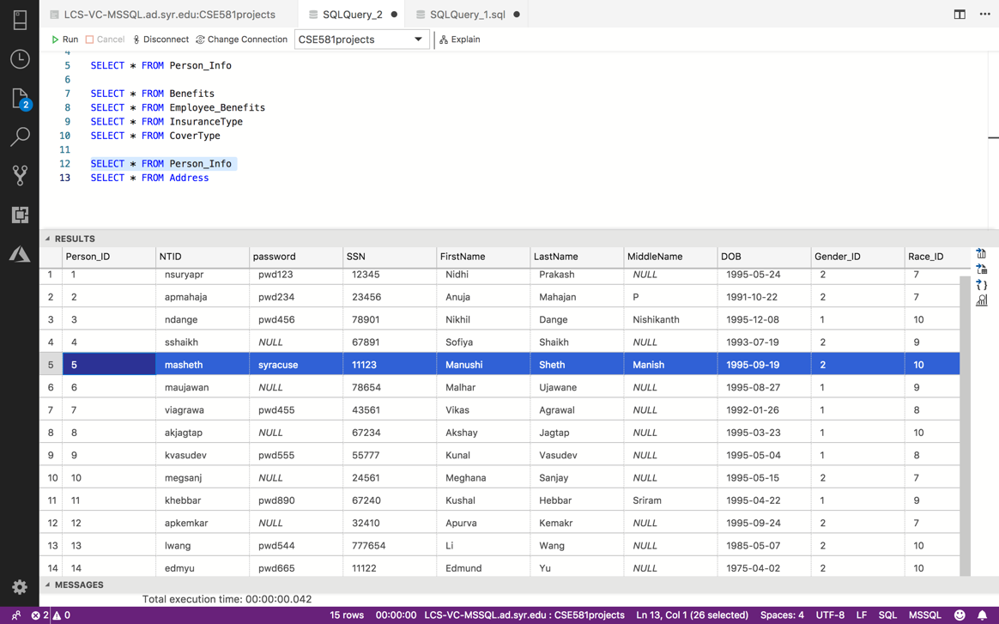 LCS-VC-MSSQL.ad.syr.edu:CSE581projects SQLQuery_2 SQLQuery_1.sql
Run Cancel Disconnect Change Connection CSE581projects Explain
4
5 SELECT * FROM Person_Info
6
7 SELECT * FROM Benefits
8 SELECT * FROM Employee_Benefits
9 SELECT * FROM InsuranceType
10 SELECT * FROM CoverType
11
12 SELECT * FROM Person_Info
13 SELECT * FROM Address
2
RESULTS
Person_ID NTID password SSN FirstName LastName MiddleName DOB Gender_ID Race_ID
1 1 nsuryapr pwd123 12345 Nidhi Prakash NULL 1995-05-24 2 7
2 2 apmahaja pwd234 23456 Anuja Mahajan P 1991-10-22 2 7
3 3 ndange pwd456 78901 Nikhil Dange Nishikanth 1995-12-08 1 10
4 4 sshaikh NULL 67891 Sofiya Shaikh NULL 1993-07-19 2 9
5 5 masheth syracuse 11123 Manushi Sheth Manish 1995-09-19 2 10
6 6 maujawan NULL 78654 Malhar Ujawane NULL 1995-08-27 1 9
7 7 viagrawa pwd455 43561 Vikas Agrawal NULL 1992-01-26 1 8
8 8 akjagtap NULL 67234 Akshay Jagtap NULL 1995-03-23 1 10
9 9 kvasudev pwd555 55777 Kunal Vasudev NULL 1995-05-04 1 8
10 10 megsanj NULL 24561 Meghana Sanjay NULL 1995-05-15 2 7
11 11 khebbar pwd890 67240 Kushal Hebbar Sriram 1995-04-22 1 9
12 12 apkemkar NULL 32410 Apurva Kemakr NULL 1995-09-24 2 7
13 13 lwang pwd544 777654 Li Wang NULL 1985-05-07 2 10
14 14 edmyu pwd665 11122 Edmund Yu NULL 1975-04-02 2 10
MESSAGES
Total execution time: 00:00:00.042
2 0 15 rows 00:00:00 LCS-VC-MSSQL.ad.syr.edu : CSE581projects Ln 13, Col 1 (26 selected) Spaces: 4 UTF-8 LF SQL MSSQL